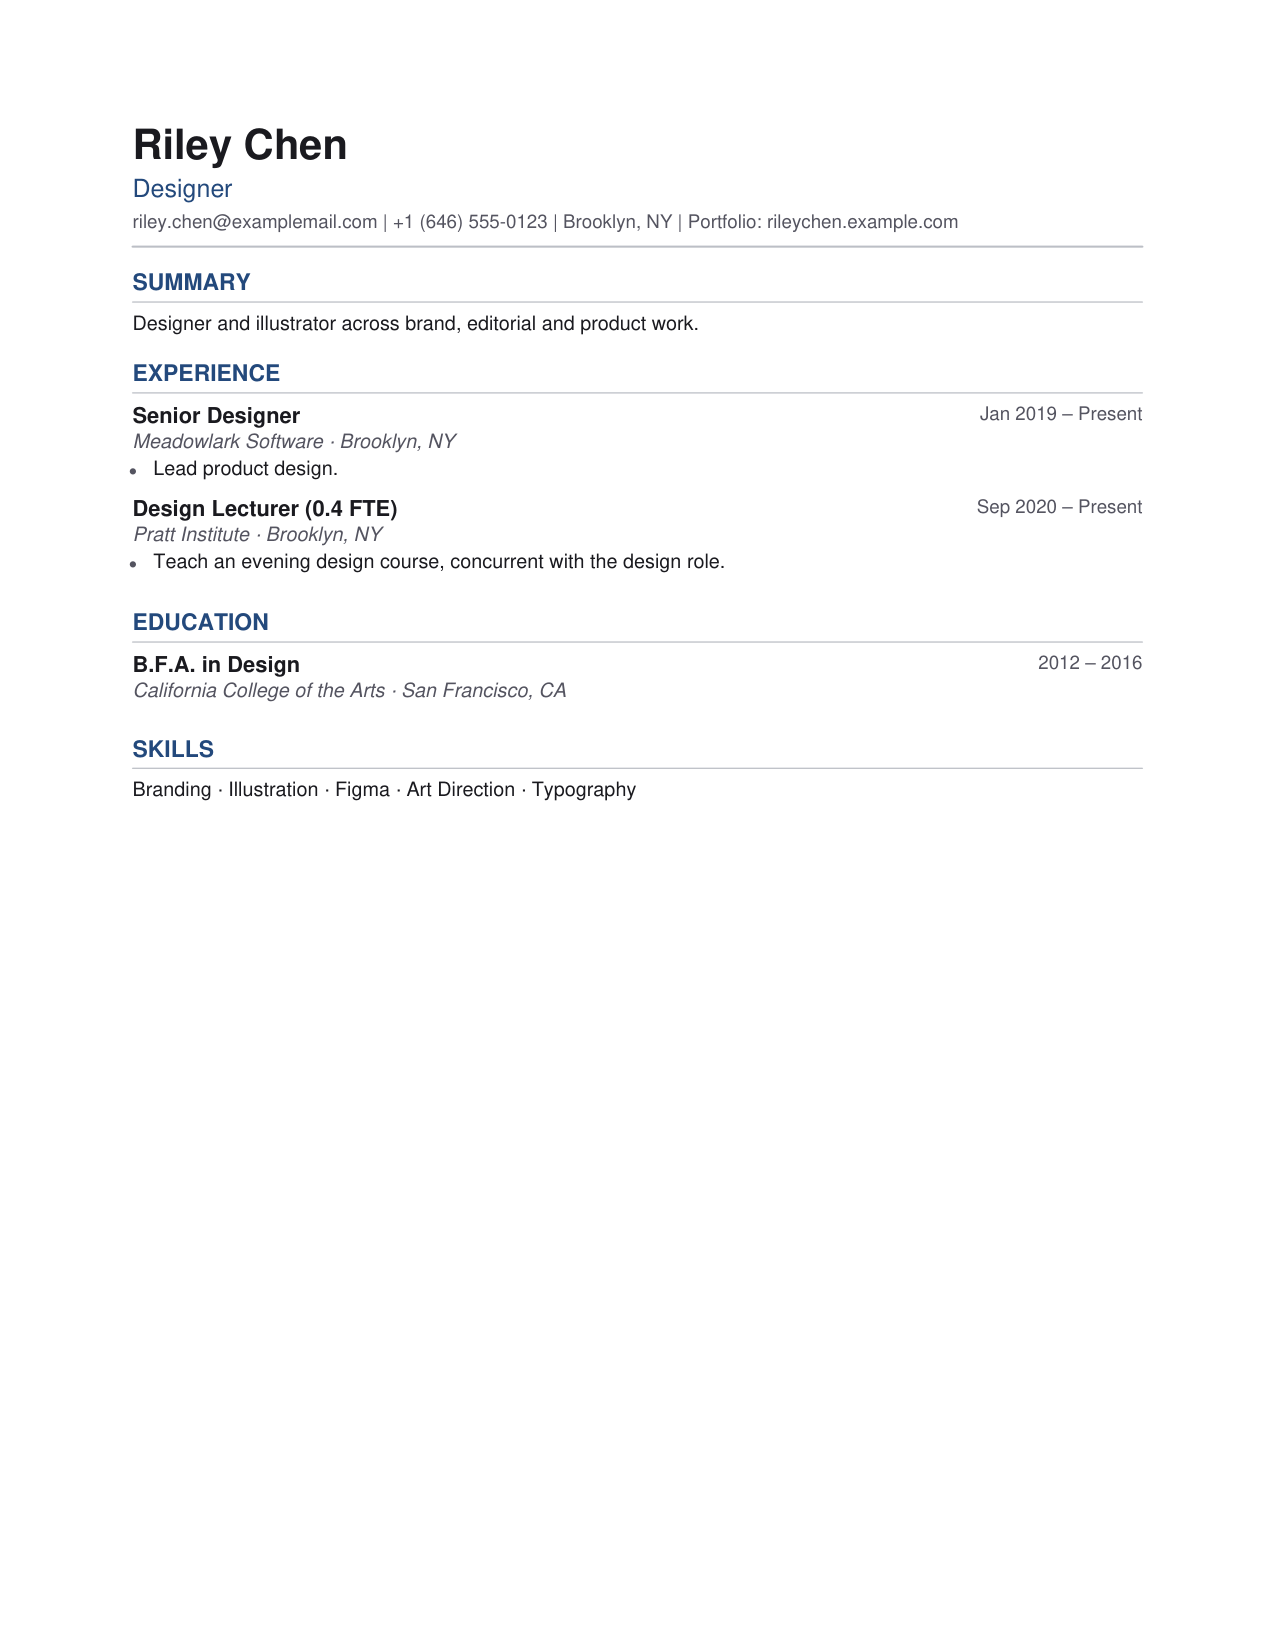 Riley Chen
Designer
riley.chen@examplemail.com | +1 (646) 555-0123 | Brooklyn, NY | Portfolio: rileychen.example.com
SUMMARY
Designer and illustrator across brand, editorial and product work.
EXPERIENCE
Senior Designer Jan 2019 – Present
Meadowlark Software · Brooklyn, NY
• Lead product design.
Design Lecturer (0.4 FTE) Sep 2020 – Present
Pratt Institute · Brooklyn, NY
• Teach an evening design course, concurrent with the design role.
EDUCATION
B.F.A. in Design 2012 – 2016
California College of the Arts · San Francisco, CA
SKILLS
Branding · Illustration · Figma · Art Direction · Typography